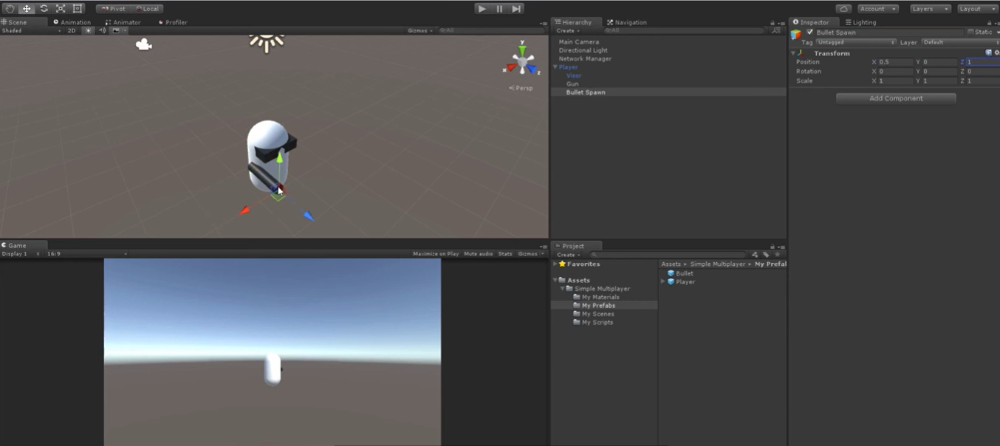 Pivot Local Account Layers Layout
Scene Animation Animator Profiler
Shaded 2D Gizmos All
y
x z
Persp
Hierarchy Navigation
Create All
Main Camera
Directional Light
Network Manager
Player
Visor
Gun
Bullet Spawn
Inspector Lighting
Bullet Spawn Static
Tag Untagged Layer Default
Transform
Position X 0.5 Y 0 Z 1
Rotation X 0 Y 0 Z 0
Scale X 1 Y 1 Z 1
Add Component
Game
Display 1 16:9 Maximize on Play Mute audio Stats Gizmos
Project
Create
Favorites
Assets
Simple Multiplayer
My Materials
My Prefabs
My Scenes
My Scripts
Assets Simple Multiplayer My Prefal
Bullet
Player